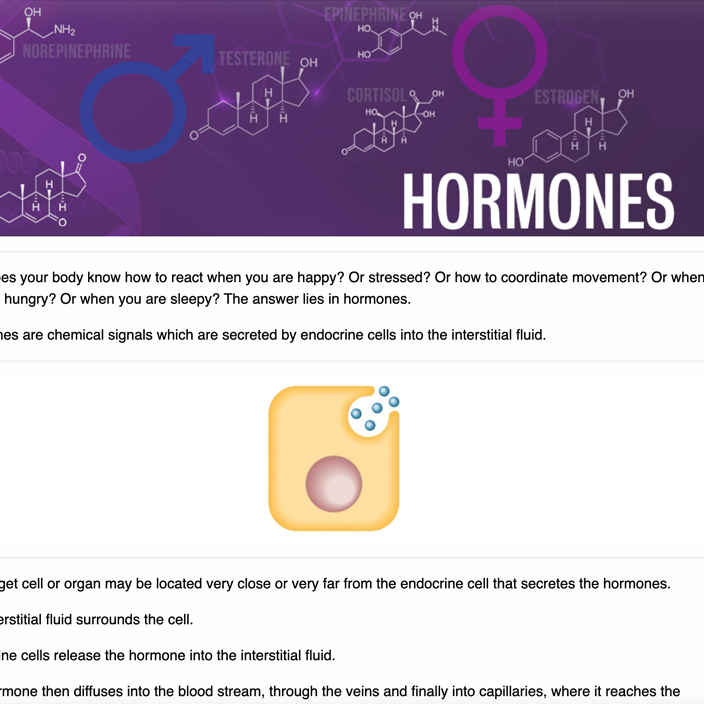 OH
NH₂
NOREPINEPHRINE
TESTERONE
OH
H
H
H
O
EPINEPHRINE
OH
H
N
HO
HO
CORTISOL
O
OH
HO
OH
H
H
H
O
ESTROGEN
OH
H
H
H
HO
O
H
H
H
O
HORMONES
es your body know how to react when you are happy? Or stressed? Or how to coordinate movement? Or when
hungry? Or when you are sleepy? The answer lies in hormones.
nes are chemical signals which are secreted by endocrine cells into the interstitial fluid.
get cell or organ may be located very close or very far from the endocrine cell that secretes the hormones.
erstitial fluid surrounds the cell.
ine cells release the hormone into the interstitial fluid.
rmone then diffuses into the blood stream, through the veins and finally into capillaries, where it reaches the